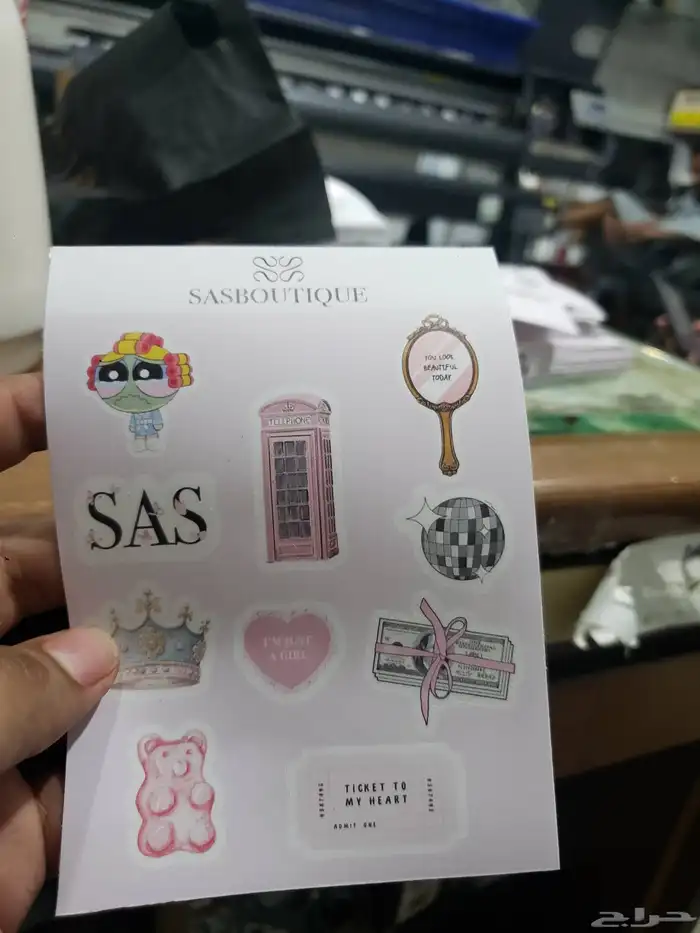 SASBOUTIQUE
YOU LOOK
BEAUTIFUL
TODAY
TELEPHONE
SAS
I'M JUST
A GIRL
TICKET TO
MY HEART
ADMIT ONE
حراج